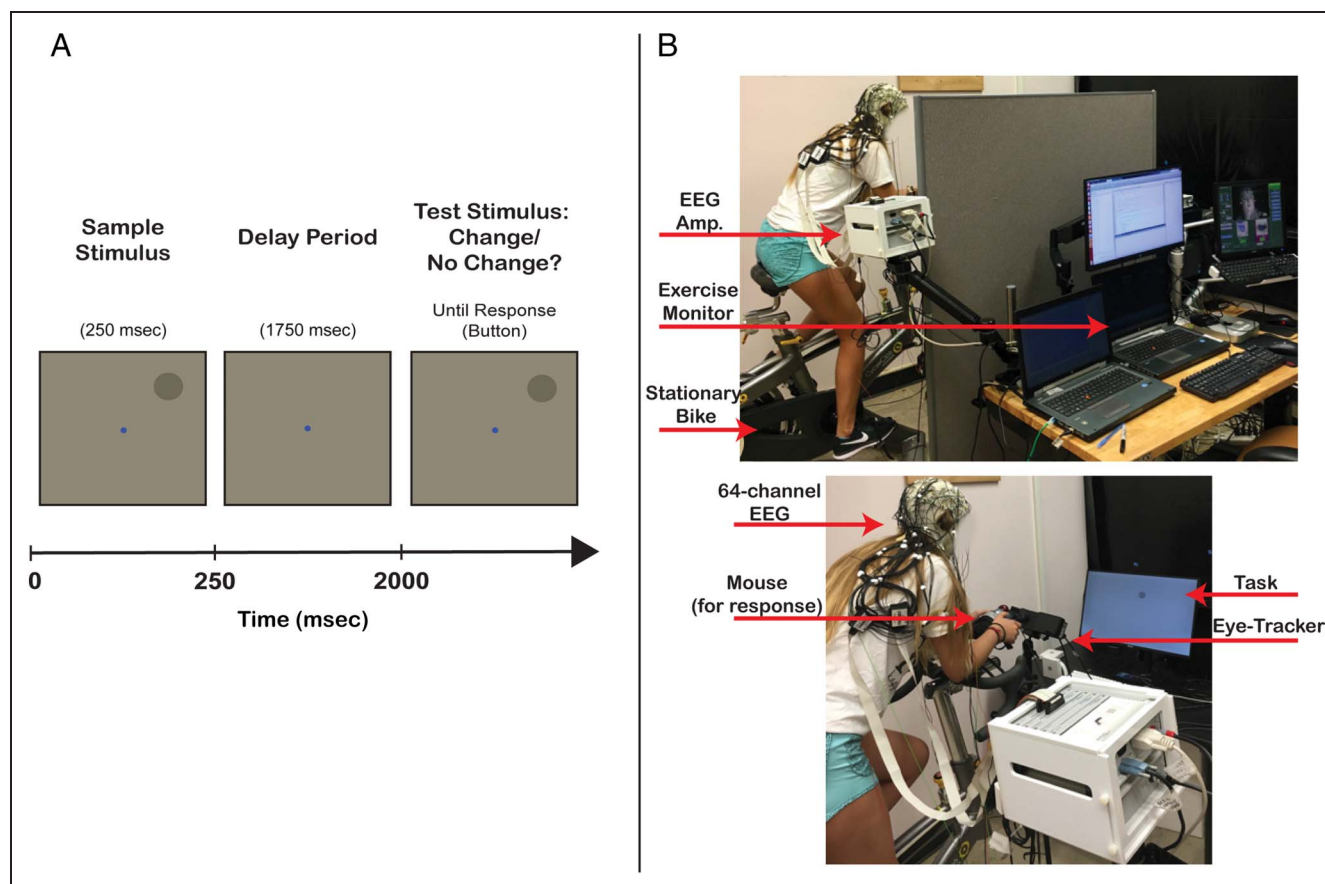 A
Sample
Stimulus
Delay Period
Test Stimulus:
Change/
No Change?
(250 msec)
(1750 msec)
Until Response
(Button)
0
250
2000
Time (msec)
B
EEG
Amp.
Exercise
Monitor
Stationary
Bike
64-channel
EEG
Mouse
(for response)
Task
Eye-Tracker